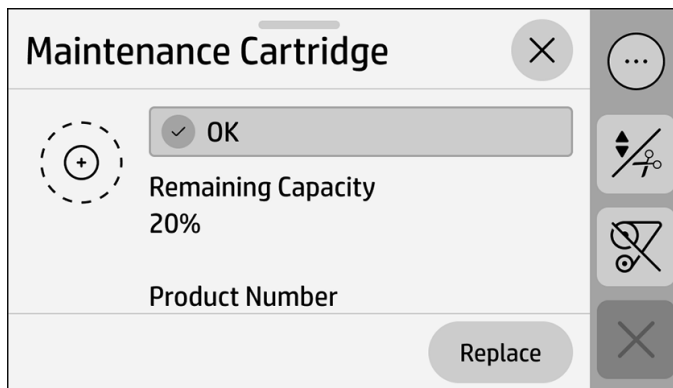 Maintenance Cartridge
OK
Remaining Capacity
20%
Product Number
Replace